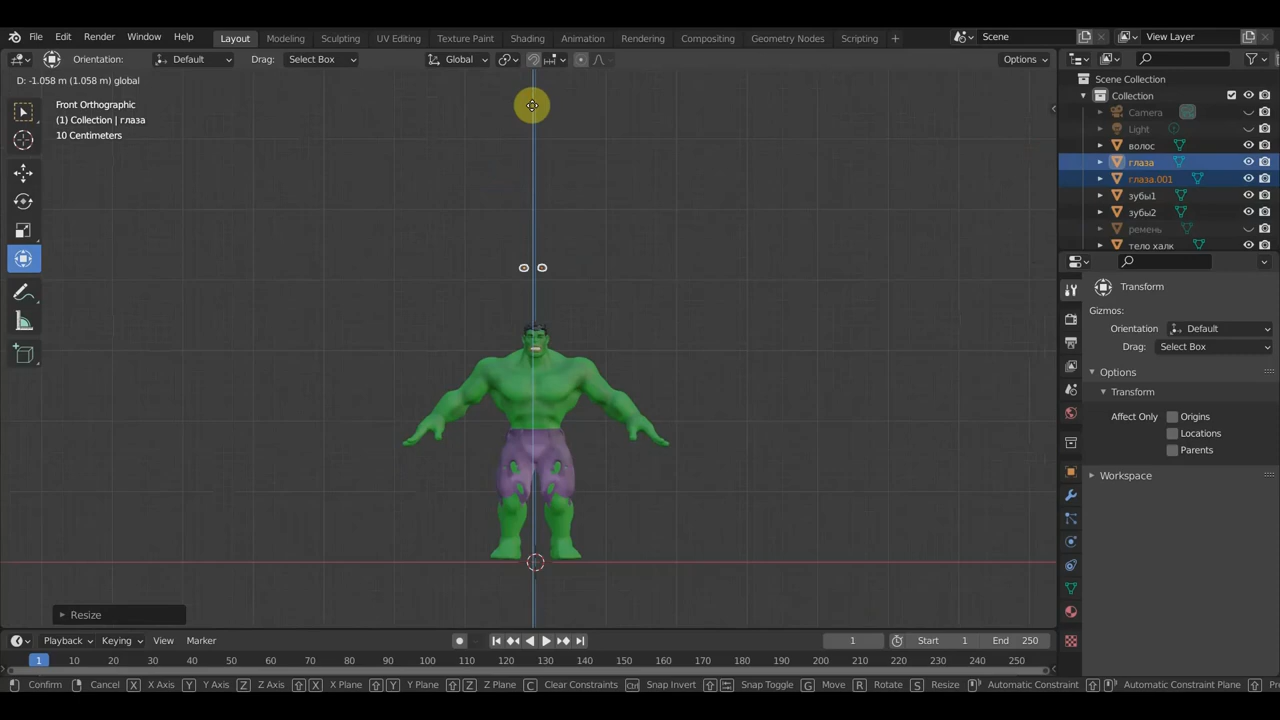 File Edit Render Window Help Layout Modeling Sculpting UV Editing Texture Paint Shading Animation Rendering Compositing Geometry Nodes Scripting + Scene View Layer
Orientation: Default Drag: Select Box Global Options
D: -1.058 m (1.058 m) global
Front Orthographic
(1) Collection | глаза
10 Centimeters
Scene Collection
Collection
Camera
Light
волос
глаза
глаза.001
зубы1
зубы2
ремень
тело халк
Transform
Gizmos:
Orientation Default
Drag: Select Box
Options
Transform
Affect Only Origins
Locations
Parents
Workspace
Resize
Playback Keying View Marker 1 Start 1 End 250
1 10 20 30 40 50 60 70 80 90 100 110 120 130 140 150 160 170 180 190 200 210 220 230 240 250
Confirm Cancel X X Axis Y Y Axis Z Z Axis X X Plane Y Y Plane Z Z Plane C Clear Constraints Ctrl Snap Invert Snap Toggle G Move R Rotate S Resize Automatic Constraint Automatic Constraint Plane